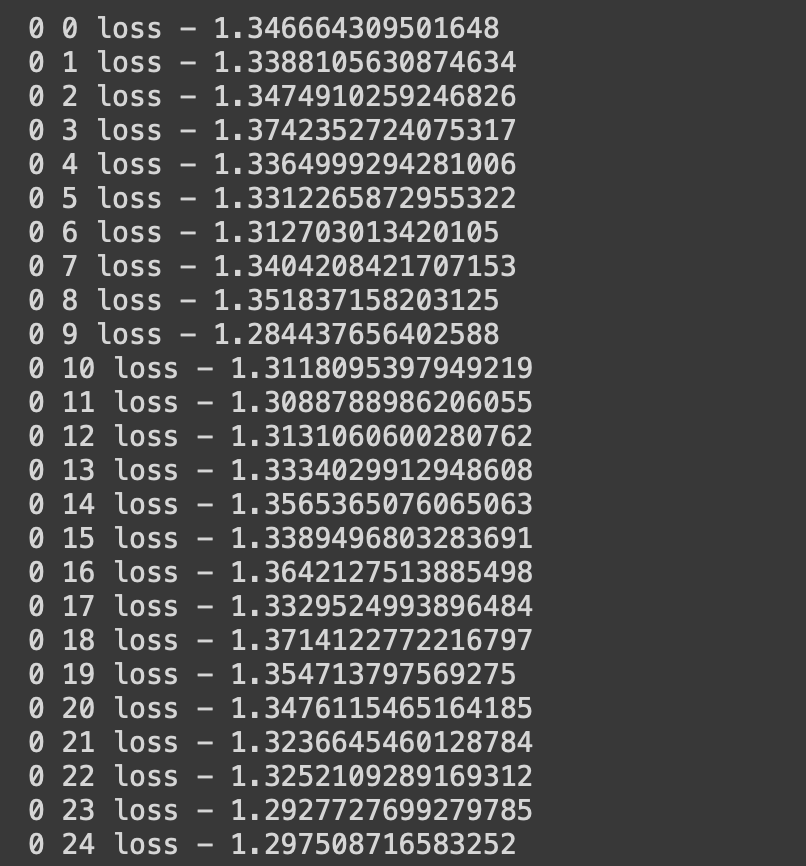 0 0 loss - 1.346664309501648
0 1 loss - 1.3388105630874634
0 2 loss - 1.3474910259246826
0 3 loss - 1.3742352724075317
0 4 loss - 1.3364999294281006
0 5 loss - 1.3312265872955322
0 6 loss - 1.312703013420105
0 7 loss - 1.3404208421707153
0 8 loss - 1.351837158203125
0 9 loss - 1.284437656402588
0 10 loss - 1.3118095397949219
0 11 loss - 1.3088788986206055
0 12 loss - 1.3131060600280762
0 13 loss - 1.3334029912948608
0 14 loss - 1.3565365076065063
0 15 loss - 1.3389496803283691
0 16 loss - 1.3642127513885498
0 17 loss - 1.3329524993896484
0 18 loss - 1.3714122772216797
0 19 loss - 1.354713797569275
0 20 loss - 1.3476115465164185
0 21 loss - 1.3236645460128784
0 22 loss - 1.3252109289169312
0 23 loss - 1.2927727699279785
0 24 loss - 1.297508716583252